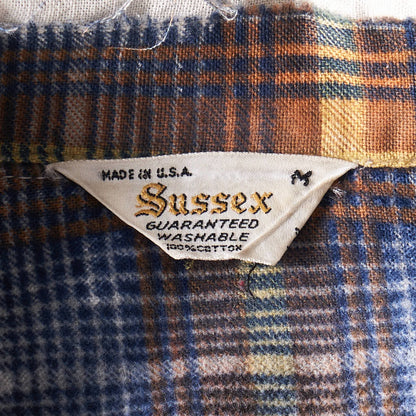 MADE IN U.S.A. M
Sussex
GUARANTEED
WASHABLE
100% COTTON